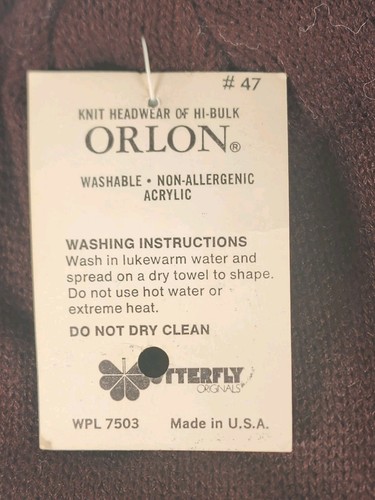 # 47
KNIT HEADWEAR OF HI-BULK
ORLON®
WASHABLE • NON-ALLERGENIC
ACRYLIC
WASHING INSTRUCTIONS
Wash in lukewarm water and
spread on a dry towel to shape.
Do not use hot water or
extreme heat.
DO NOT DRY CLEAN
TTERFLY
ORIGINALS
WPL 7503 Made in U.S.A.